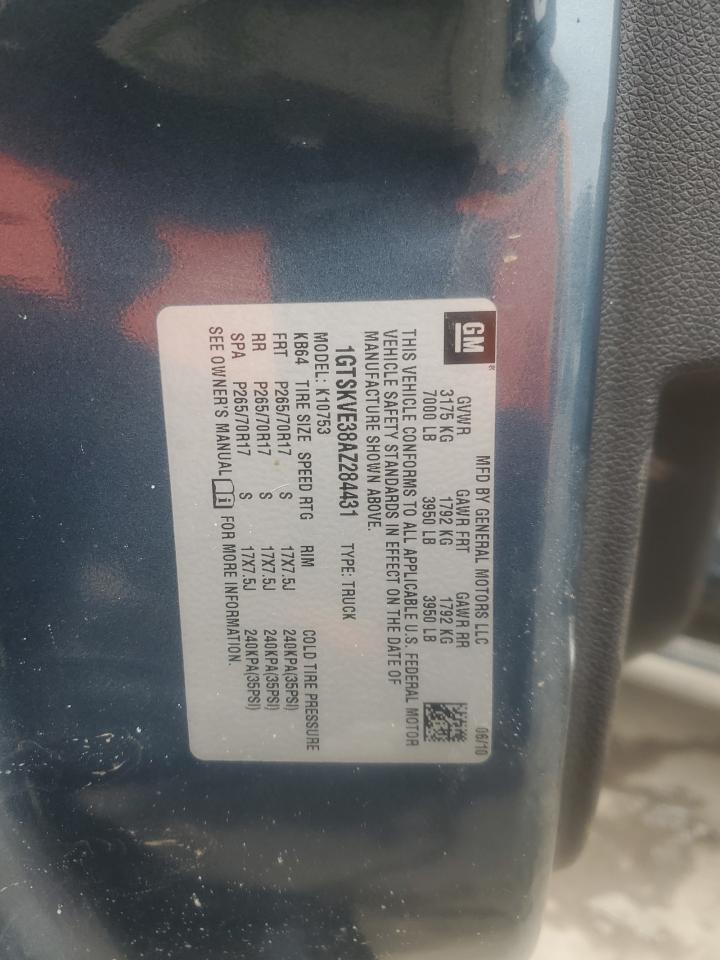 GM
MFD BY GENERAL MOTORS LLC 06/10
GVWR GAWR FRT GAWR RR
3175 KG 1792 KG 1792 KG
7000 LB 3950 LB 3950 LB
THIS VEHICLE CONFORMS TO ALL APPLICABLE U.S. FEDERAL MOTOR
VEHICLE SAFETY STANDARDS IN EFFECT ON THE DATE OF
MANUFACTURE SHOWN ABOVE.
1GTSKVE38AZ284431 TYPE: TRUCK
MODEL: K10753
KB64 TIRE SIZE SPEED RTG RIM COLD TIRE PRESSURE
FRT P265/70R17 S 17X7.5J 240KPA(35PSI)
RR P265/70R17 S 17X7.5J 240KPA(35PSI)
SPA P265/70R17 S 17X7.5J 240KPA(35PSI)
SEE OWNER'S MANUAL i FOR MORE INFORMATION.